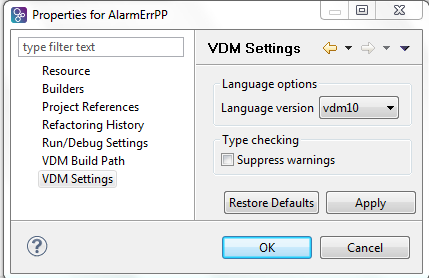 Properties for AlarmErrPP
type filter text
Resource
Builders
Project References
Refactoring History
Run/Debug Settings
VDM Build Path
VDM Settings
VDM Settings
Language options
Language version vdm10
Type checking
Suppress warnings
Restore Defaults Apply
? OK Cancel